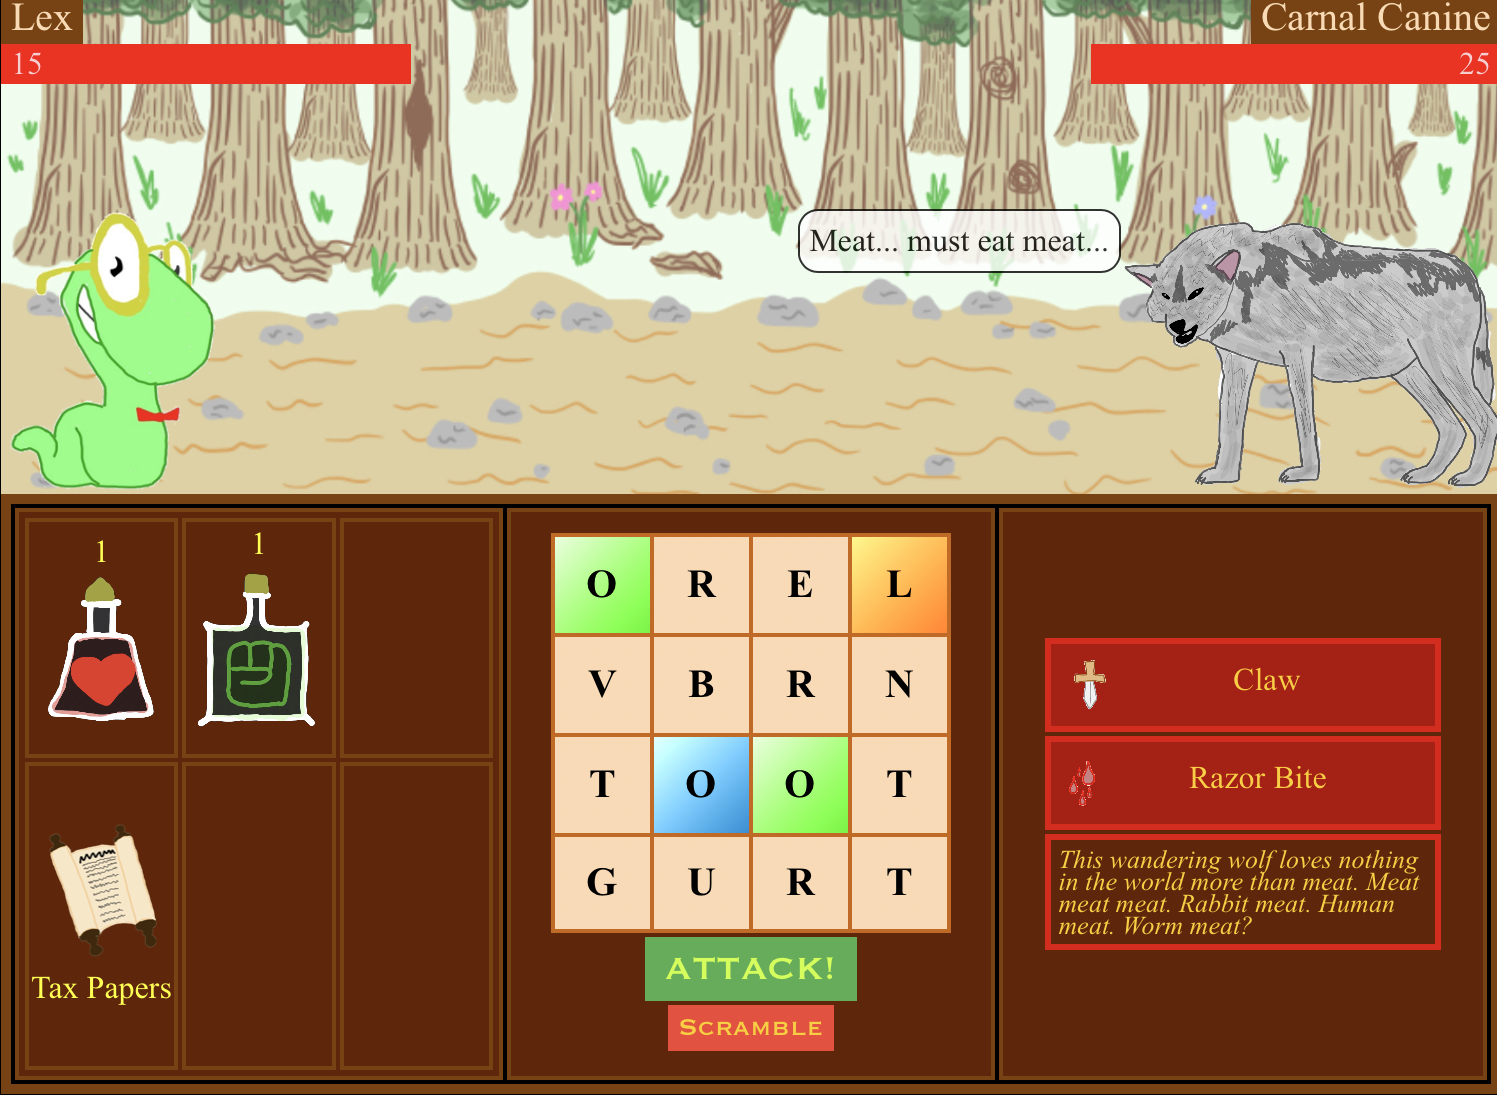 Lex
Carnal Canine
15
25
Meat... must eat meat...
1
1
Tax Papers
O R E L
V B R N
T O O T
G U R T
ATTACK!
SCRAMBLE
Claw
Razor Bite
This wandering wolf loves nothing
in the world more than meat. Meat
meat meat. Rabbit meat. Human
meat. Worm meat?